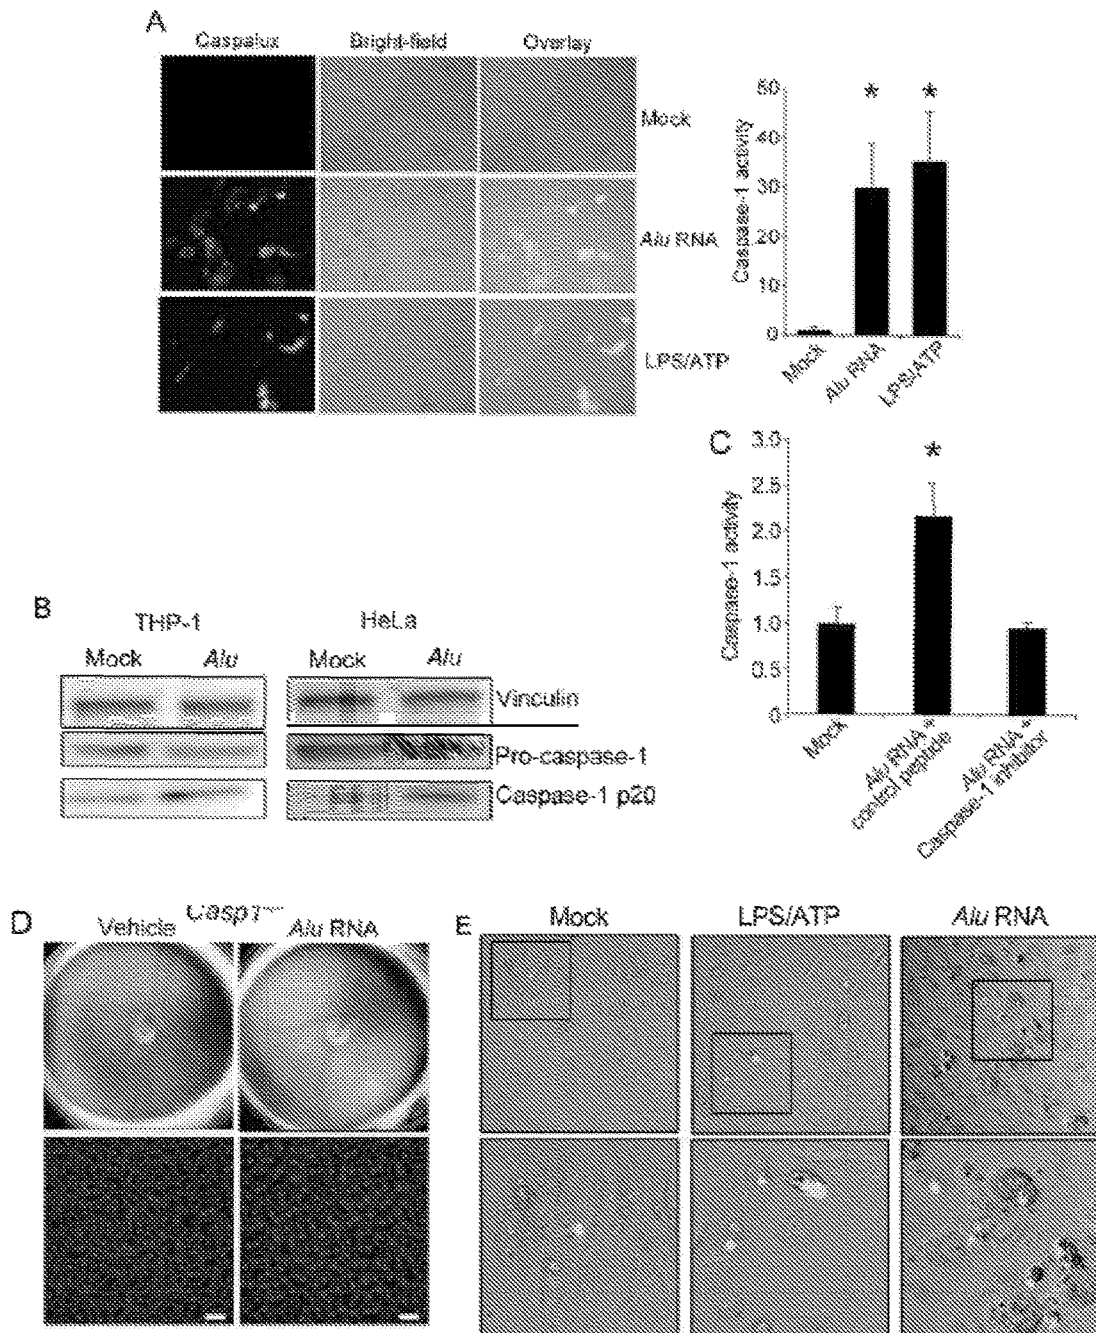 A
Caspalux Bright-field Overlay
Mock
Alu RNA
LPS/ATP
Caspase-1 activity
50
40
30
20
10
0
Mock
Alu RNA
LPS/ATP
*
*
B
THP-1 HeLa
Mock Alu Mock Alu
Vinculin
Pro-caspase-1
Caspase-1 p20
C
Caspase-1 activity
3.0
2.5
2.0
1.5
1.0
0.5
0
*
Mock
Alu RNA +
control peptide
Alu RNA +
Caspase-1 inhibitor
D
Vehicle Alu RNA
E
Mock LPS/ATP Alu RNA